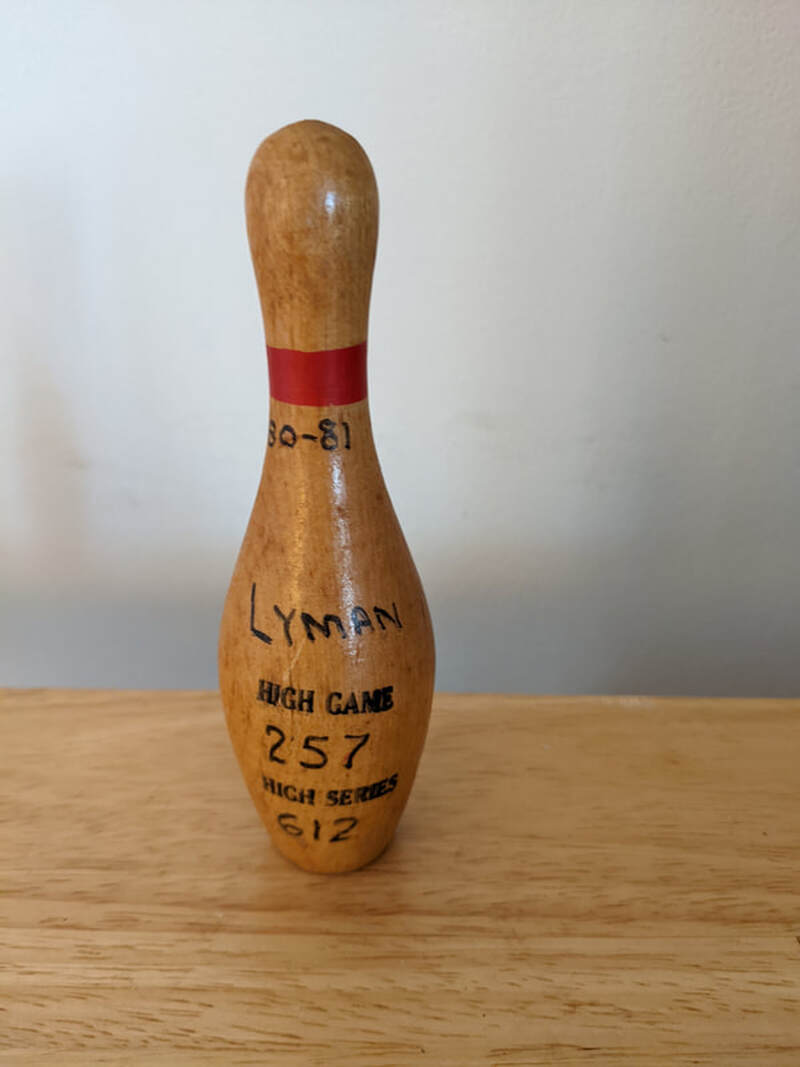 80-81
LYMAN
HIGH GAME
257
HIGH SERIES
612